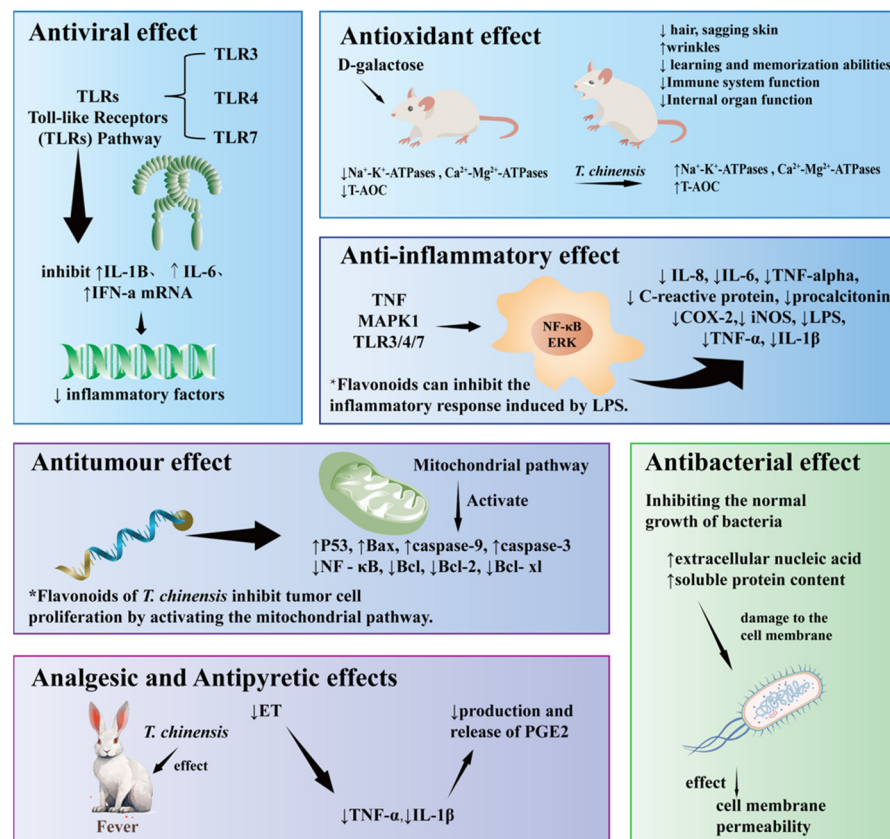 Antiviral effect
TLRs
Toll-like Receptors
(TLRs) Pathway
TLR3
TLR4
TLR7
inhibit ↑IL-1B、 ↑ IL-6、
↑IFN-a mRNA
↓ inflammatory factors
Antioxidant effect
D-galactose
↓ hair, sagging skin
↑wrinkles
↓ learning and memorization abilities
↓Immune system function
↓Internal organ function
↓Na⁺-K⁺-ATPases , Ca²⁺-Mg²⁺-ATPases
↓T-AOC
T. chinensis
↑Na⁺-K⁺-ATPases , Ca²⁺-Mg²⁺-ATPases
↑T-AOC
Anti-inflammatory effect
TNF
MAPK1
TLR3/4/7
NF-κB
ERK
↓ IL-8, ↓IL-6, ↓TNF-alpha,
↓ C-reactive protein, ↓procalcitonin
↓COX-2,↓ iNOS, ↓LPS,
↓TNF-α, ↓IL-1β
*Flavonoids can inhibit the
inflammatory response induced by LPS.
Antitumour effect
Mitochondrial pathway
Activate
↑P53, ↑Bax, ↑caspase-9, ↑caspase-3
↓NF - κB, ↓Bcl, ↓Bcl-2, ↓Bcl- xl
*Flavonoids of T. chinensis inhibit tumor cell
proliferation by activating the mitochondrial pathway.
Antibacterial effect
Inhibiting the normal
growth of bacteria
↑extracellular nucleic acid
↑soluble protein content
damage to the
cell membrane
effect
cell membrane
permeability
Analgesic and Antipyretic effects
T. chinensis
effect
Fever
↓ET
↓TNF-α,↓IL-1β
↓production and
release of PGE2